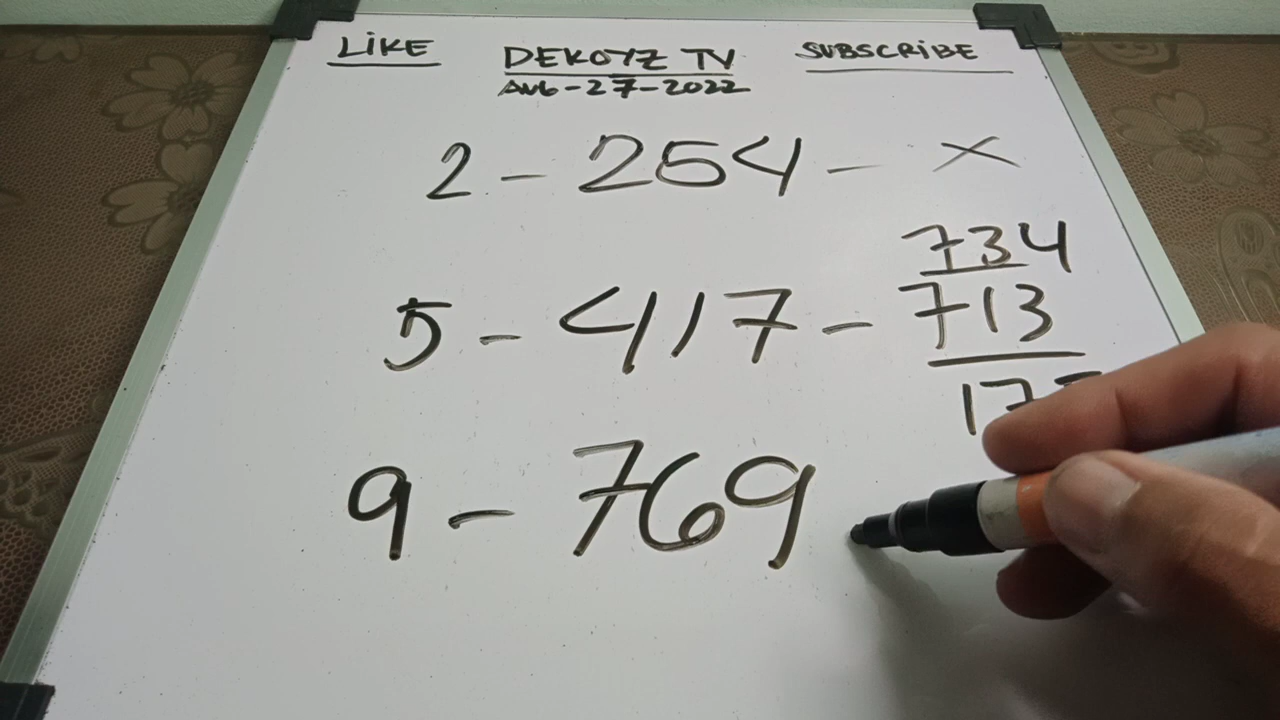 LIKE DEKOYZ TV SUBSCRIBE
AUG-27-2022
2 - 254 - X
734
5 - 417 - 713
9 - 769